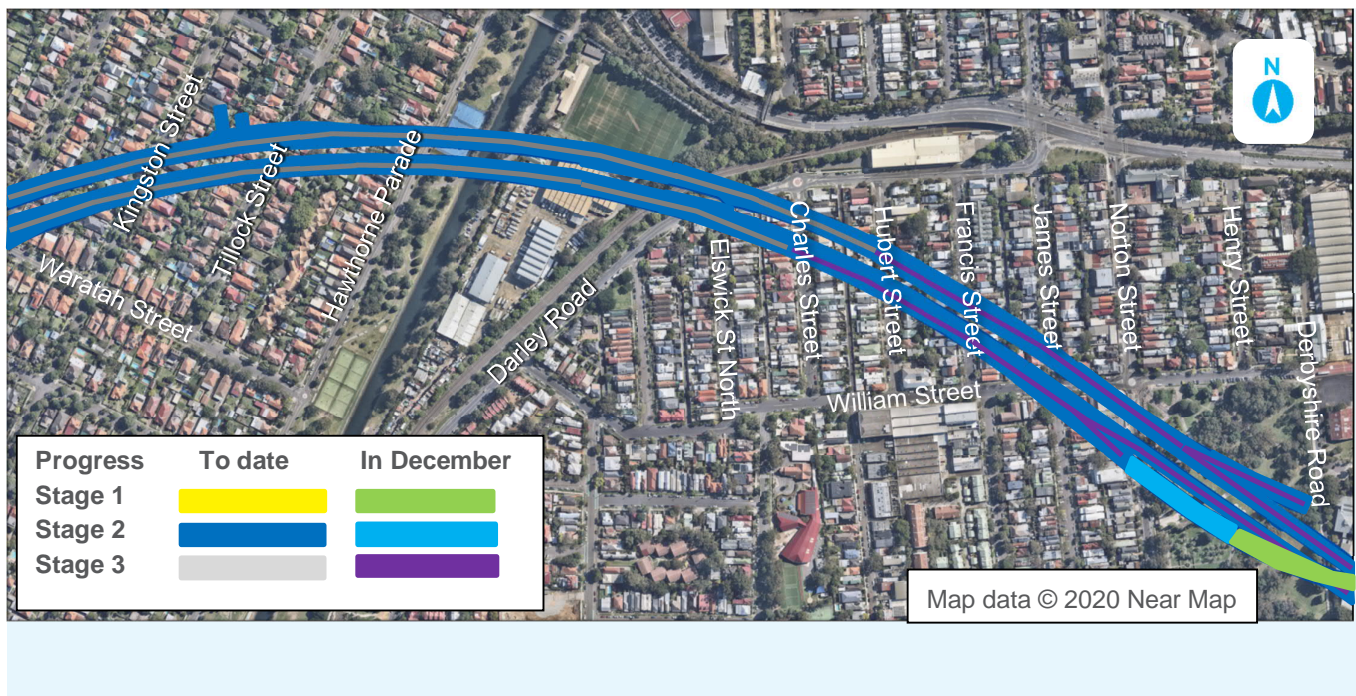 N
Kingston Street
Tillock Street
Hawthorne Parade
Waratah Street
Darley Road
Elswick St North
Charles Street
Hubert Street
Francis Street
James Street
Norton Street
Henry Street
Derbyshire Road
William Street
Progress To date In December
Stage 1
Stage 2
Stage 3
Map data © 2020 Near Map